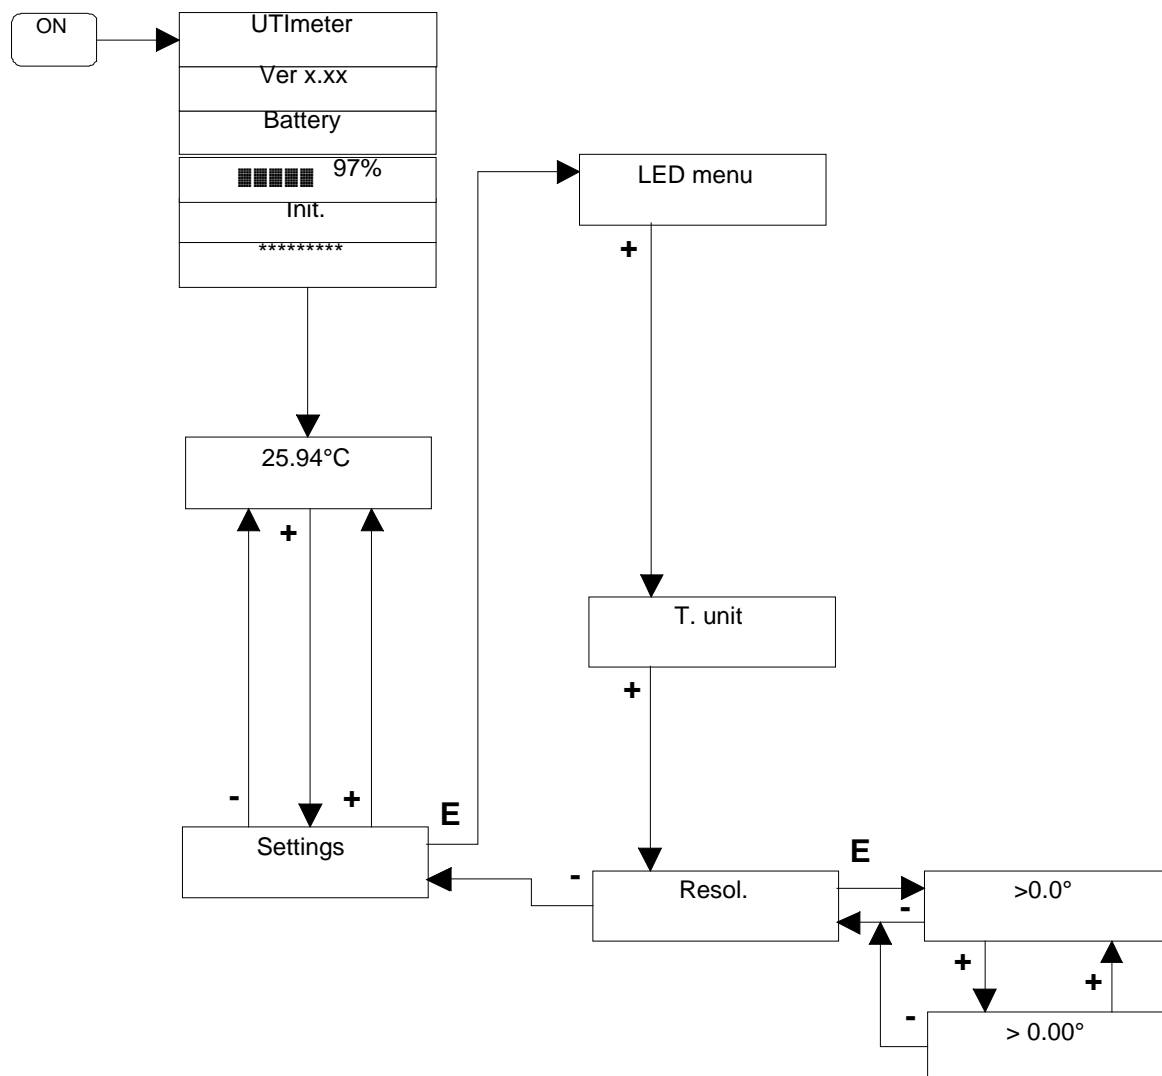 ON
UTImeter
Ver x.xx
Battery
97%
Init.
*********
LED menu
+
25.94°C
+
T. unit
+
-
+
E
Settings
E
-
Resol.
-
>0.0°
+
+
-
> 0.00°